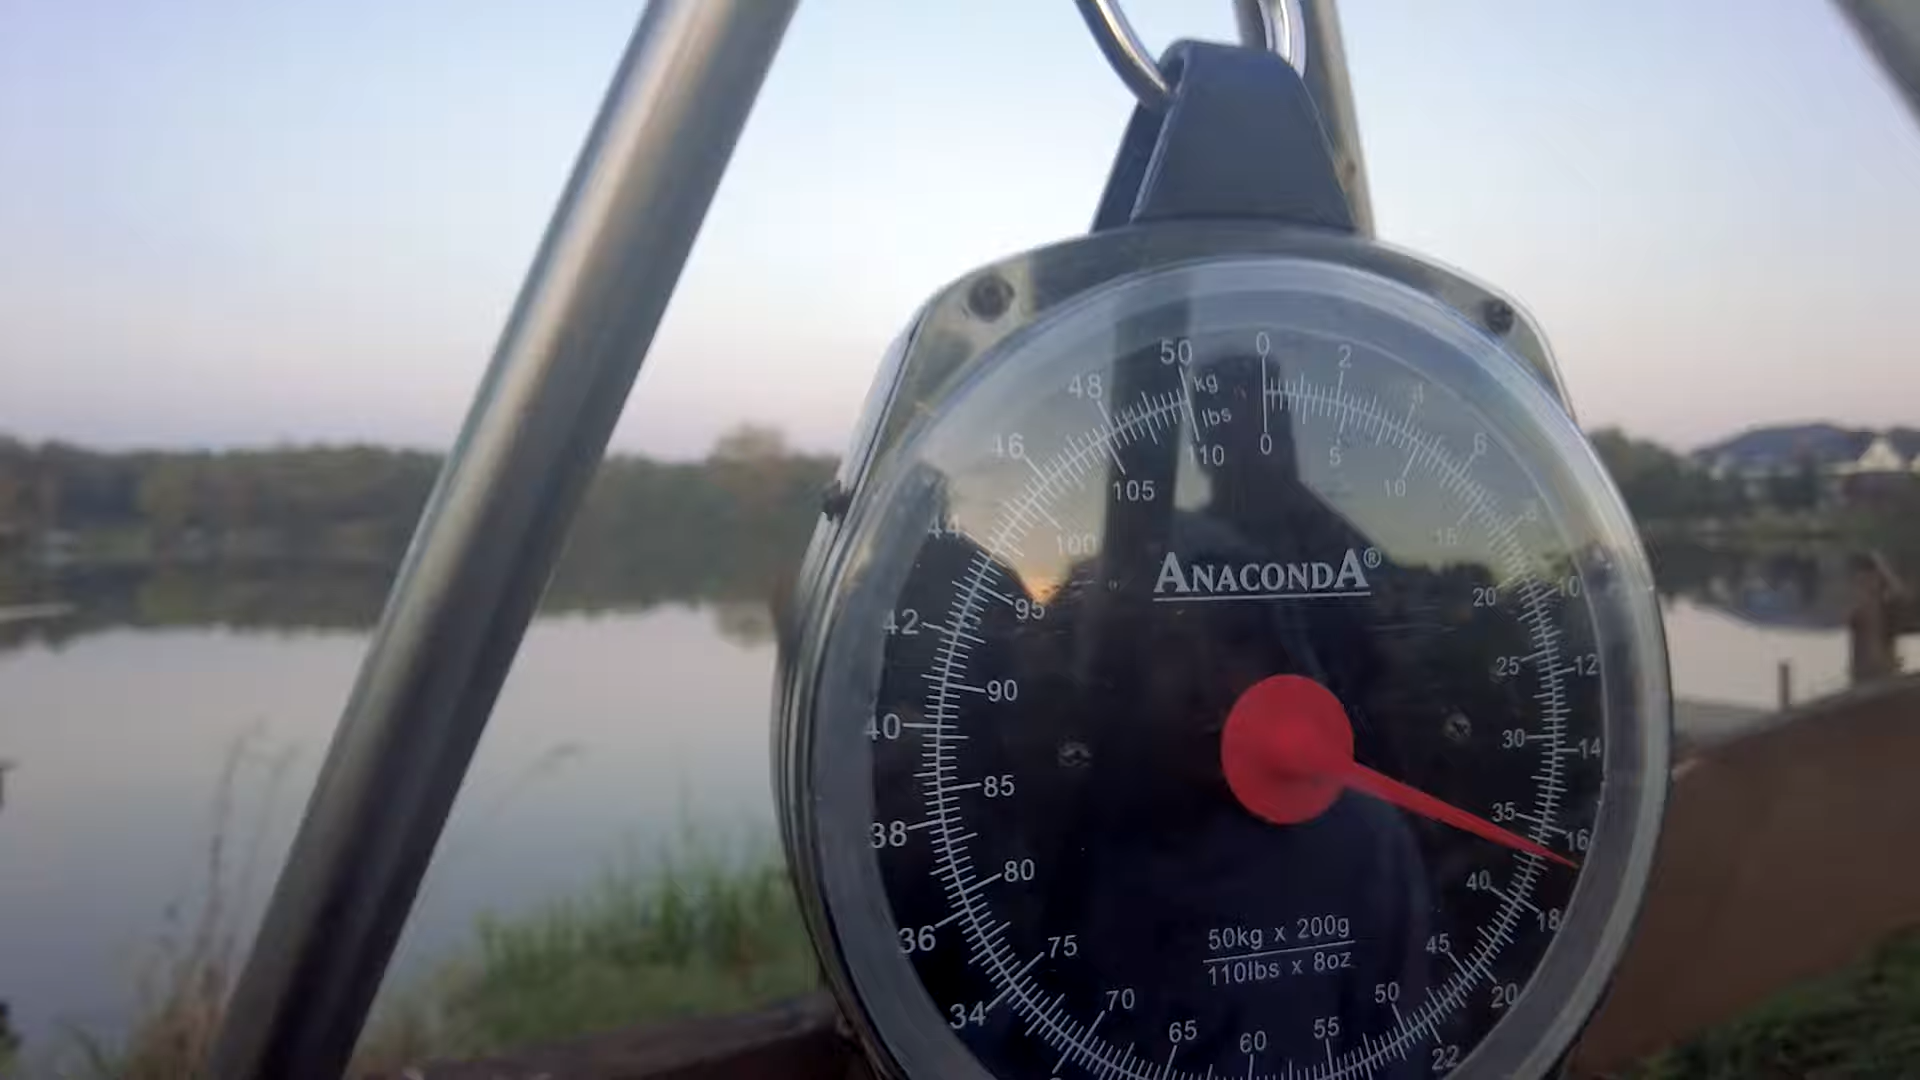 50 0 2 4 6 8 10 12 14 16 18 20 22
kg
lbs
0 5 10 15 20 25 30 35 40 45 50 55 60 65 70 75 80 85 90 95 100 105 110
34 36 38 40 42 44 46 48
ANACONDA®
50kg x 200g
110lbs x 8oz